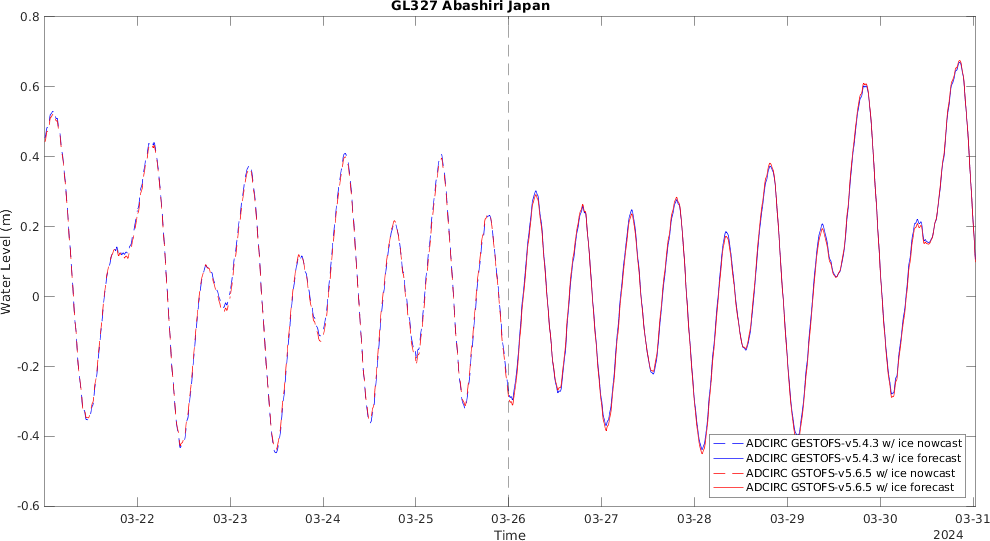 GL327 Abashiri Japan
0.8
0.6
0.4
0.2
0
-0.2
-0.4
-0.6
Water Level (m)
ADCIRC GESTOFS-v5.4.3 w/ ice nowcast
ADCIRC GESTOFS-v5.4.3 w/ ice forecast
ADCIRC GSTOFS-v5.6.5 w/ ice nowcast
ADCIRC GSTOFS-v5.6.5 w/ ice forecast
03-22 03-23 03-24 03-25 03-26 03-27 03-28 03-29 03-30 03-31
Time
2024